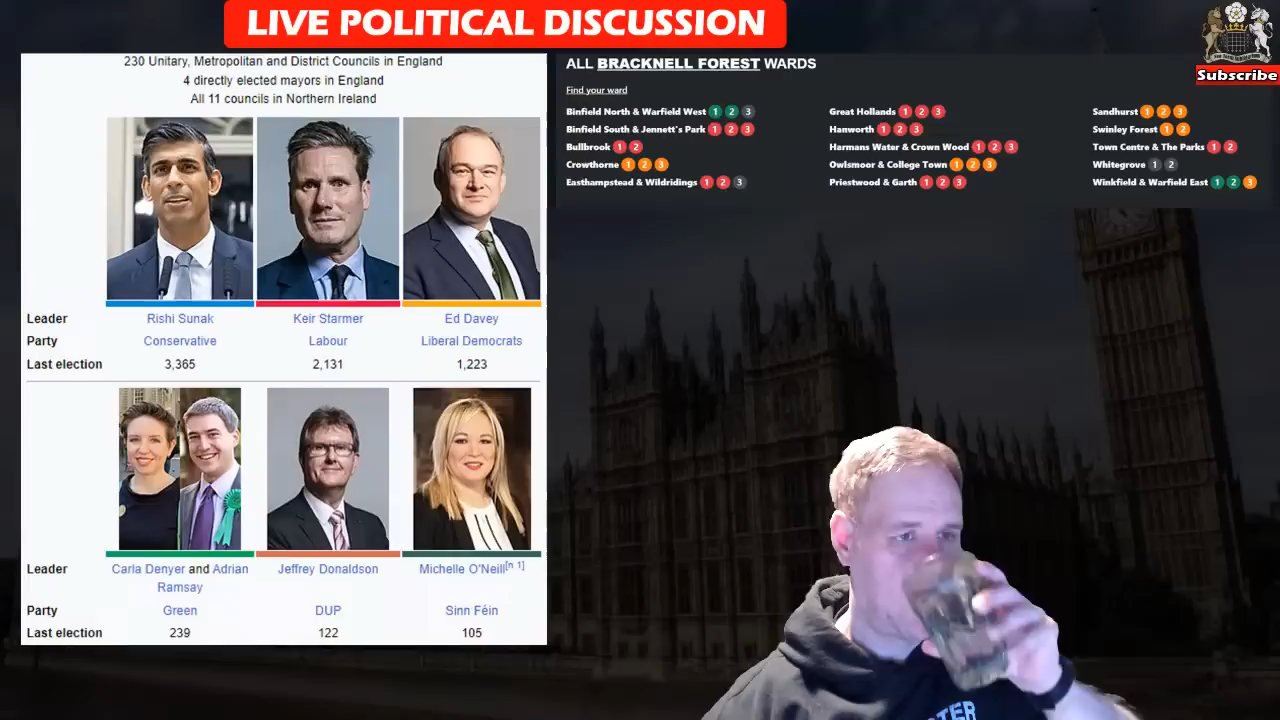 LIVE POLITICAL DISCUSSION
Subscribe
230 Unitary, Metropolitan and District Councils in England
4 directly elected mayors in England
All 11 councils in Northern Ireland
Leader Rishi Sunak Keir Starmer Ed Davey
Party Conservative Labour Liberal Democrats
Last election 3,365 2,131 1,223
Leader Carla Denyer and Adrian Ramsay Jeffrey Donaldson Michelle O'Neill[n 1]
Party Green DUP Sinn Féin
Last election 239 122 105
ALL BRACKNELL FOREST WARDS
Find your ward
Binfield North & Warfield West 1 2 3
Binfield South & Jennett's Park 1 2 3
Bullbrook 1 2
Crowthorne 1 2 3
Easthampstead & Wildridings 1 2 3
Great Hollands 1 2 3
Hanworth 1 2 3
Harmans Water & Crown Wood 1 2 3
Owlsmoor & College Town 1 2 3
Priestwood & Garth 1 2 3
Sandhurst 1 2 3
Swinley Forest 1 2
Town Centre & The Parks 1 2
Whitegrove 1 2
Winkfield & Warfield East 1 2 3